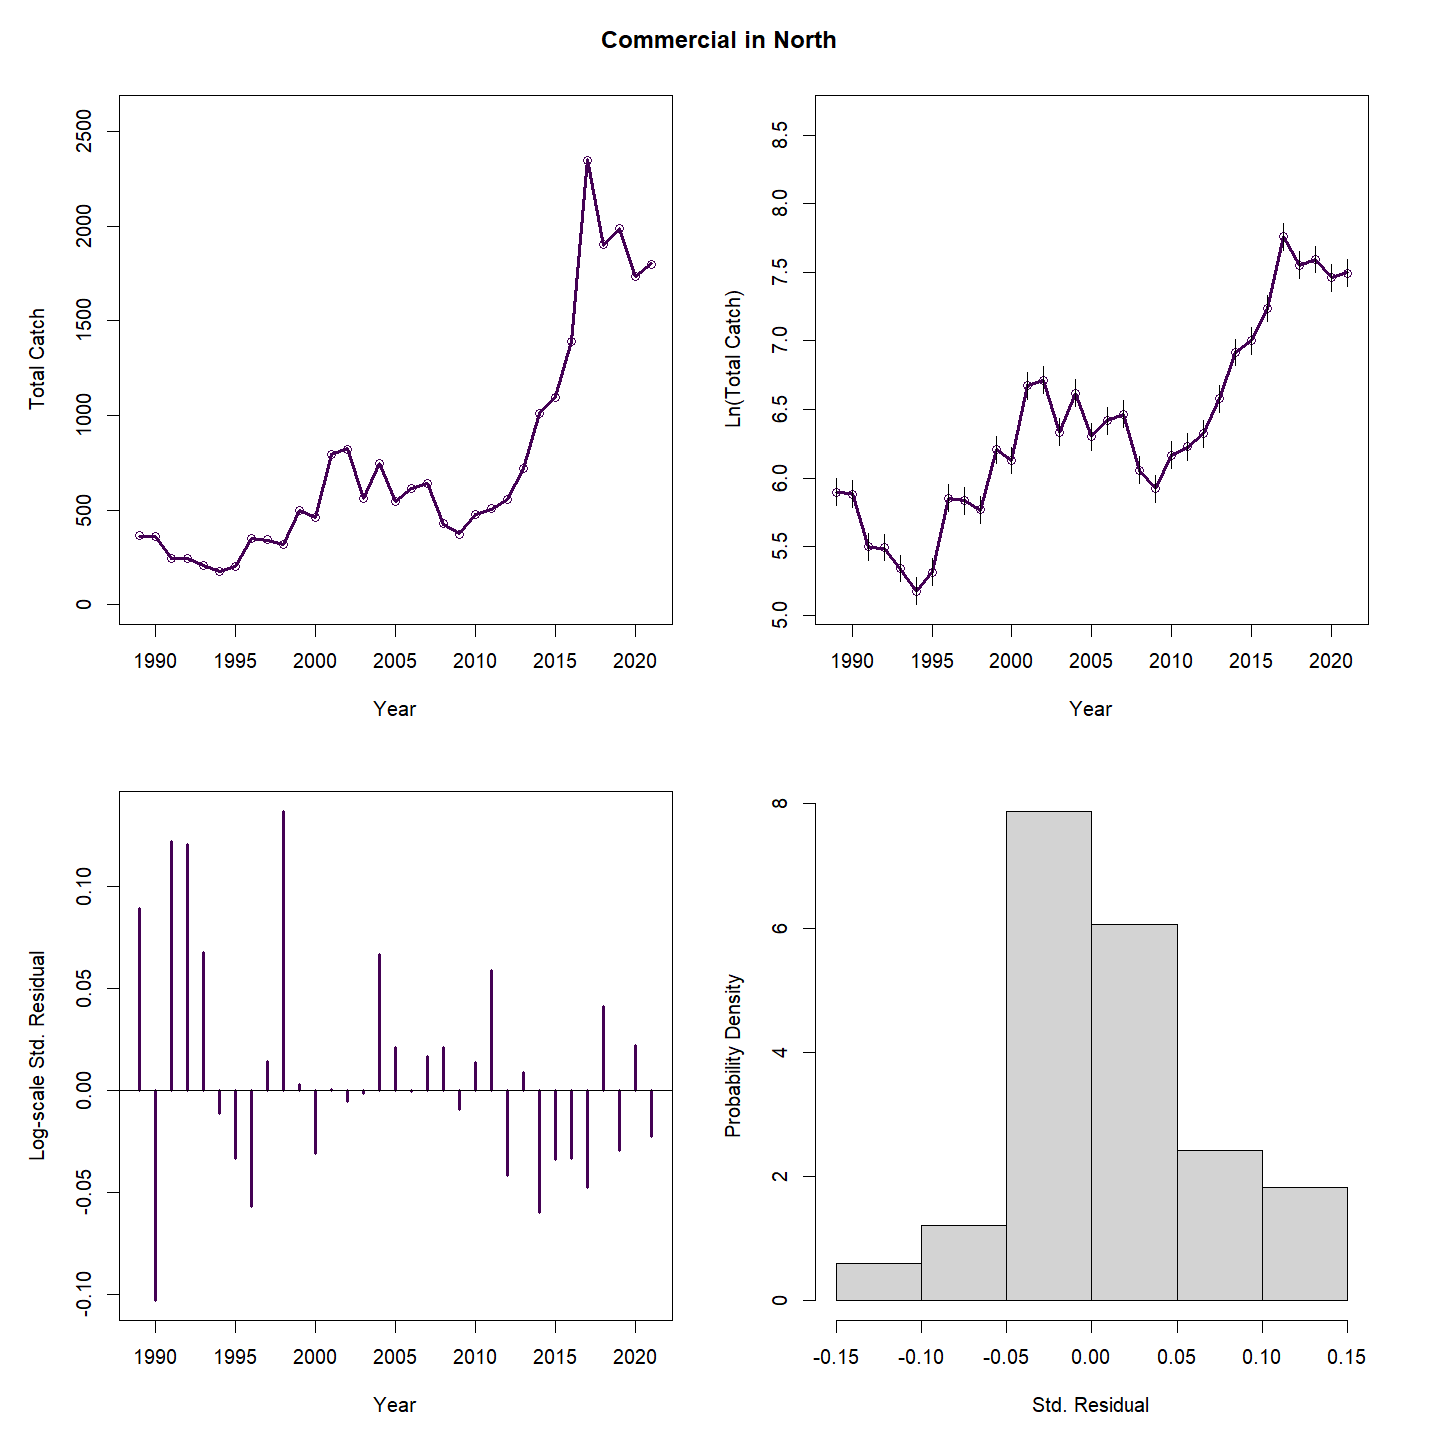 Commercial in North
Total Catch
2500
2000
1500
1000
500
0
1990 1995 2000 2005 2010 2015 2020
Year
Ln(Total Catch)
8.5
8.0
7.5
7.0
6.5
6.0
5.5
5.0
1990 1995 2000 2005 2010 2015 2020
Year
Log-scale Std. Residual
0.10
0.05
0.00
-0.05
-0.10
1990 1995 2000 2005 2010 2015 2020
Year
Probability Density
8
6
4
2
0
-0.15 -0.10 -0.05 0.00 0.05 0.10 0.15
Std. Residual